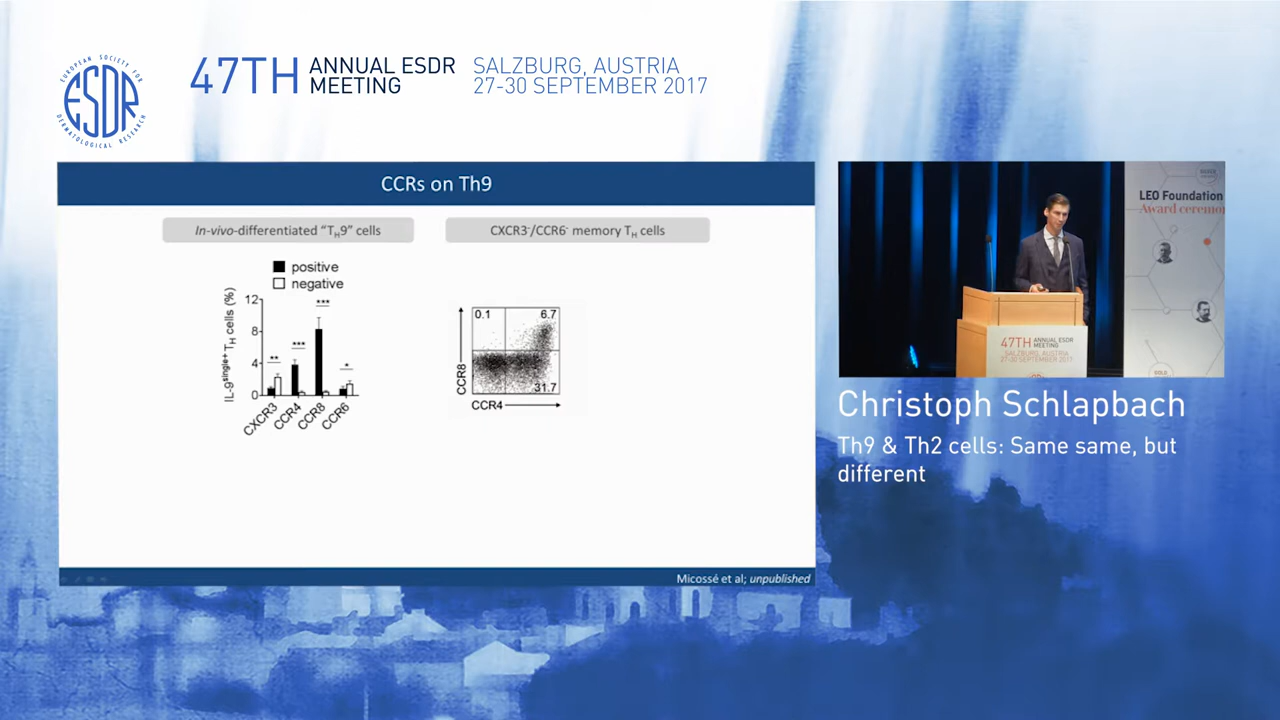 EUROPEAN SOCIETY FOR
ESDR
DERMATOLOGICAL RESEARCH
47TH ANNUAL ESDR MEETING
SALZBURG, AUSTRIA
27-30 SEPTEMBER 2017
CCRs on Th9
In-vivo-differentiated “TH9” cells
CXCR3-/CCR6- memory TH cells
positive
negative
IL-9single+ TH cells (%)
12
8
4
0
**
***
***
*
CXCR3
CCR4
CCR8
CCR6
0.1
6.7
31.7
CCR8
CCR4
Micossé et al; unpublished
LEO Foundation
Award ceremo
47TH ANNUAL ESDR MEETING
SALZBURG, AUSTRIA
27-30 SEPTEMBER 2017
GOLD
Christoph Schlapbach
Th9 & Th2 cells: Same same, but
different